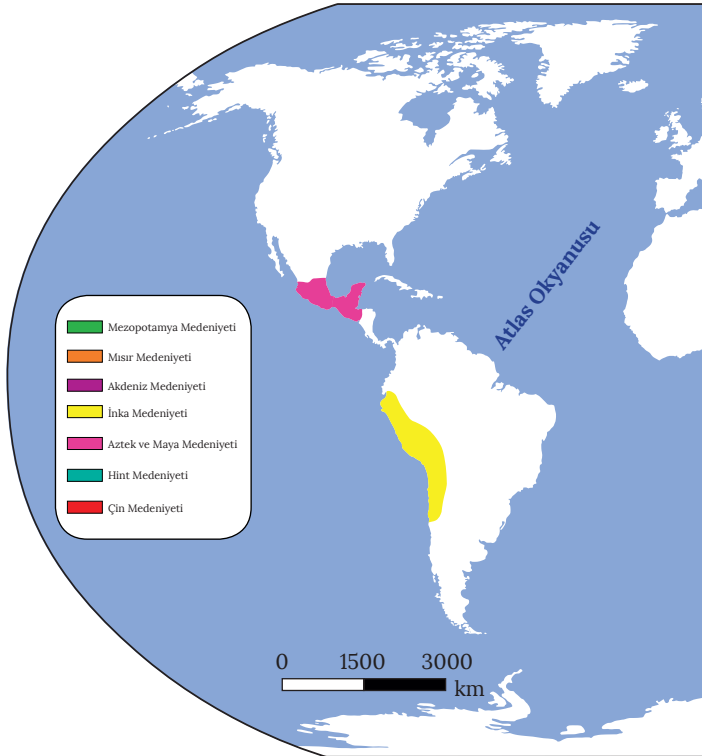 Atlas Okyanusu
Mezopotamya Medeniyeti
Mısır Medeniyeti
Akdeniz Medeniyeti
İnka Medeniyeti
Aztek ve Maya Medeniyeti
Hint Medeniyeti
Çin Medeniyeti
0 1500 3000
km